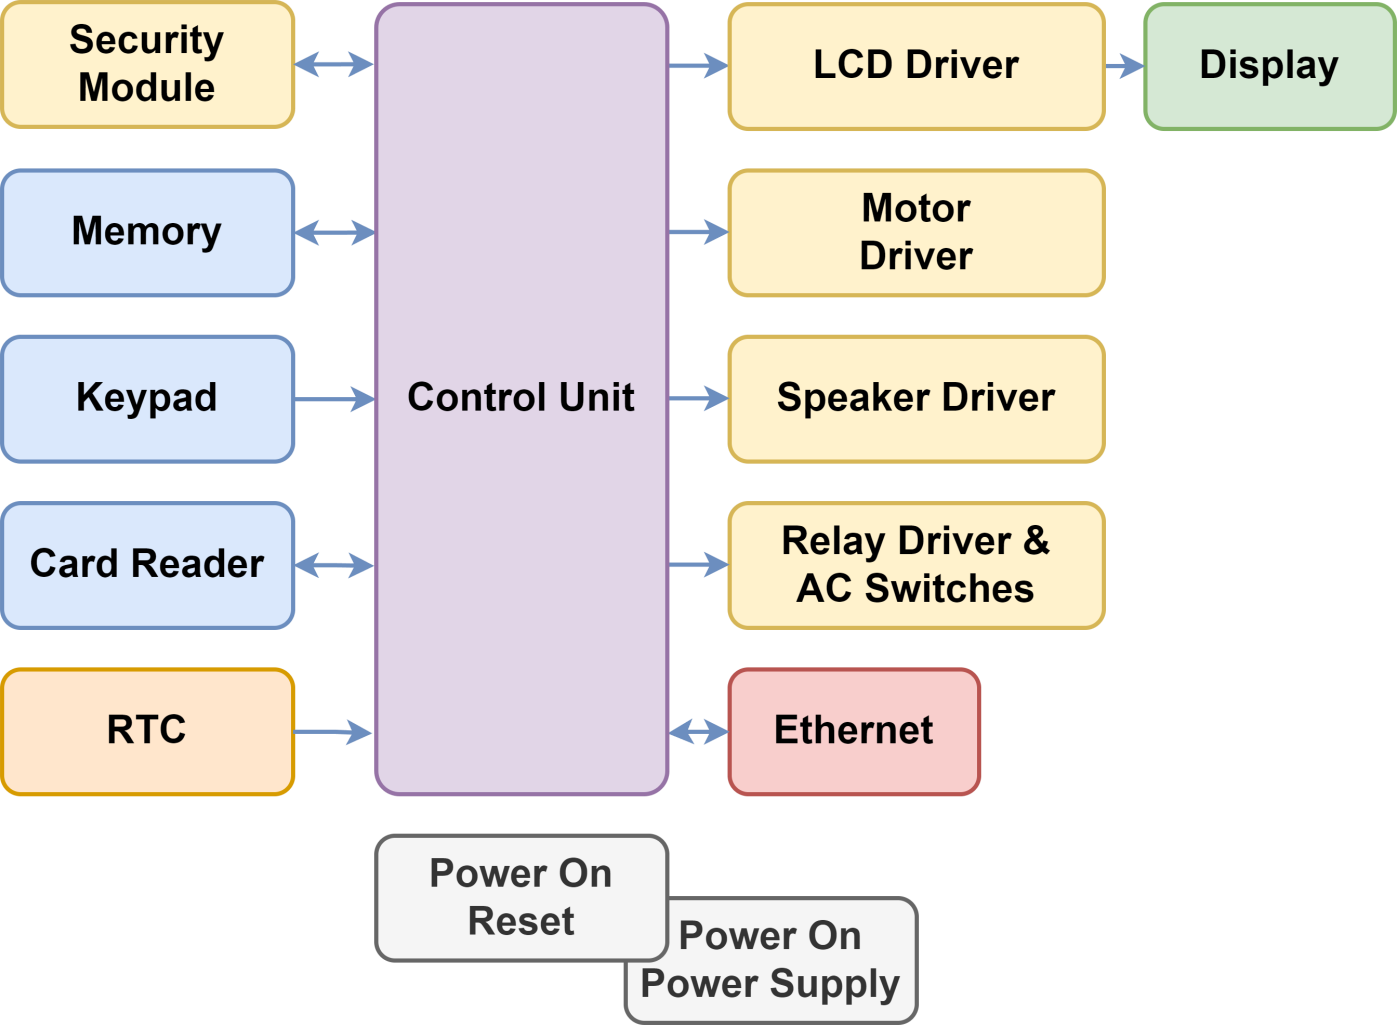 Security
Module
Control Unit
LCD Driver
Display
Memory
Motor
Driver
Keypad
Speaker Driver
Card Reader
Relay Driver &
AC Switches
RTC
Ethernet
Power On
Reset
Power On
Power Supply